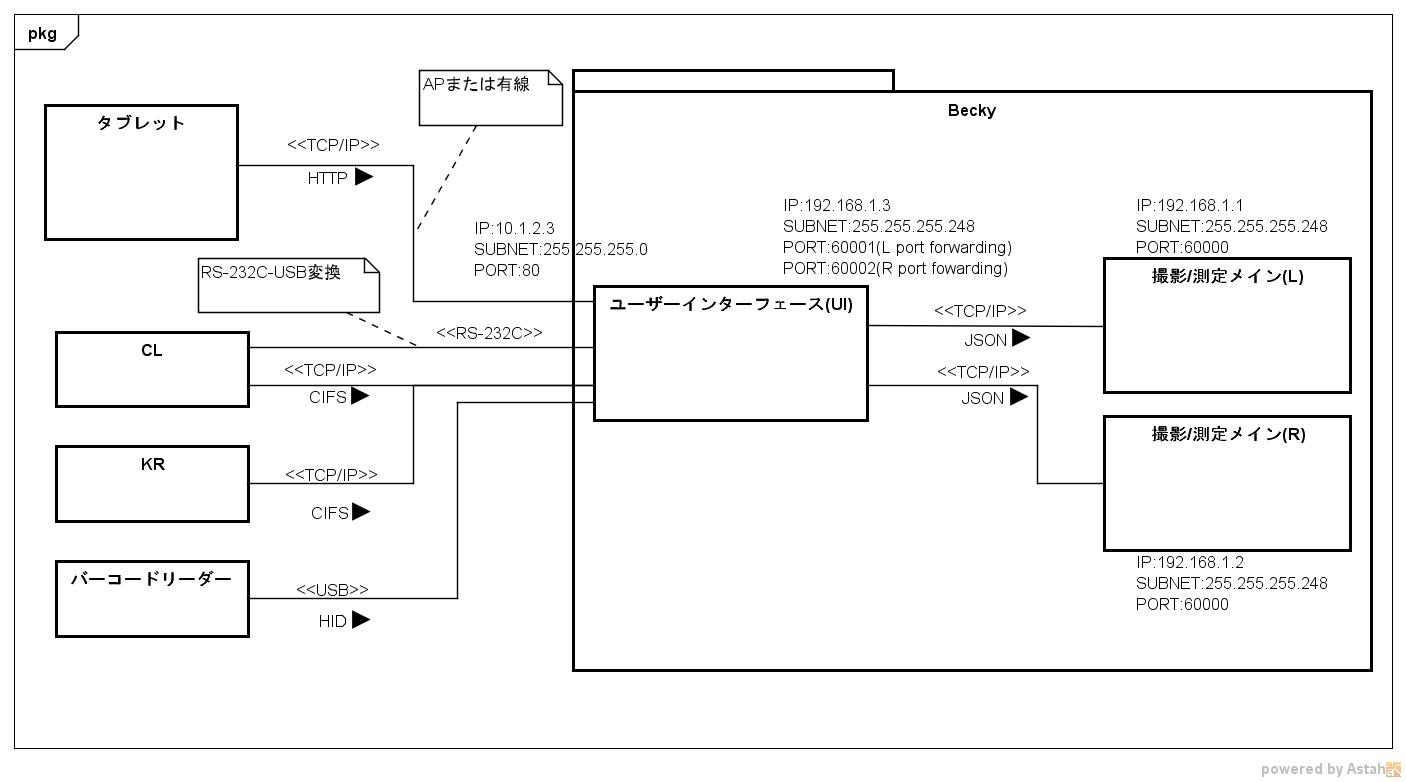 pkg
APまたは有線
タブレット
<<TCP/IP>>
HTTP
Becky
IP:10.1.2.3
SUBNET:255.255.255.0
PORT:80
IP:192.168.1.3
SUBNET:255.255.255.248
PORT:60001(L port forwarding)
PORT:60002(R port fowarding)
IP:192.168.1.1
SUBNET:255.255.255.248
PORT:60000
RS-232C-USB変換
ユーザーインターフェース(UI)
撮影/測定メイン(L)
<<RS-232C>>
<<TCP/IP>>
JSON
CL
<<TCP/IP>>
CIFS
<<TCP/IP>>
JSON
撮影/測定メイン(R)
KR
<<TCP/IP>>
CIFS
バーコードリーダー
<<USB>>
HID
IP:192.168.1.2
SUBNET:255.255.255.248
PORT:60000
powered by Astah